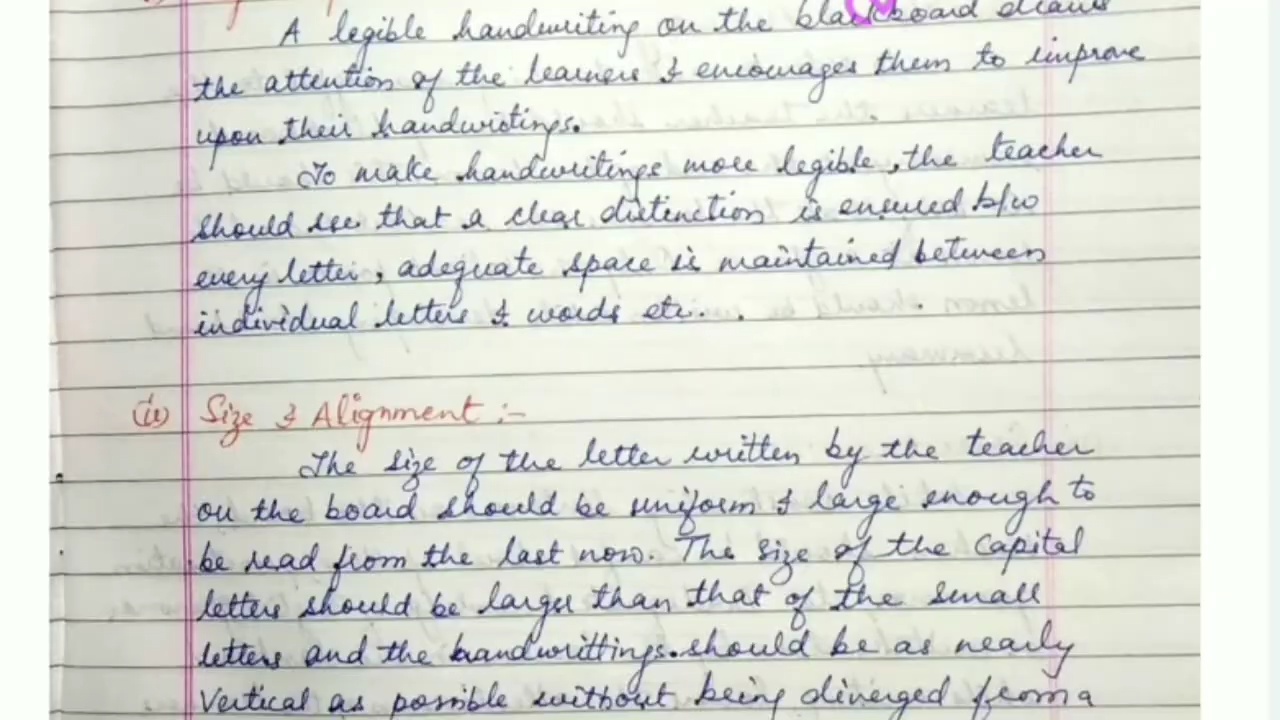 A legible handwriting on the blackboard draws
the attention of the learners & encourages them to improve
upon their handwritings.
To make handwritings more legible, the teacher
should see that a clear distinction is ensured b/w
every letter, adequate space is maintained between
individual letters & words etc. .
(ii) Size & Alignment :-
The size of the letter written by the teacher
on the board should be uniform & large enough to
be read from the last now. The size of the Capital
letters should be larger than that of the small
letters and the handwrittings.should be as nearly
Vertical as possible without being diverged from a